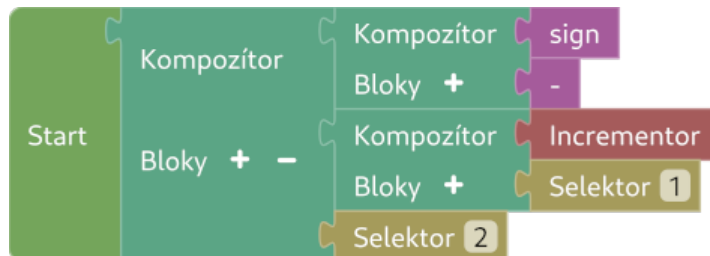 Kompozítor sign
Kompozítor
Bloky + -
Start Kompozítor Incrementor
Bloky + −
Bloky + Selektor 1
Selektor 2